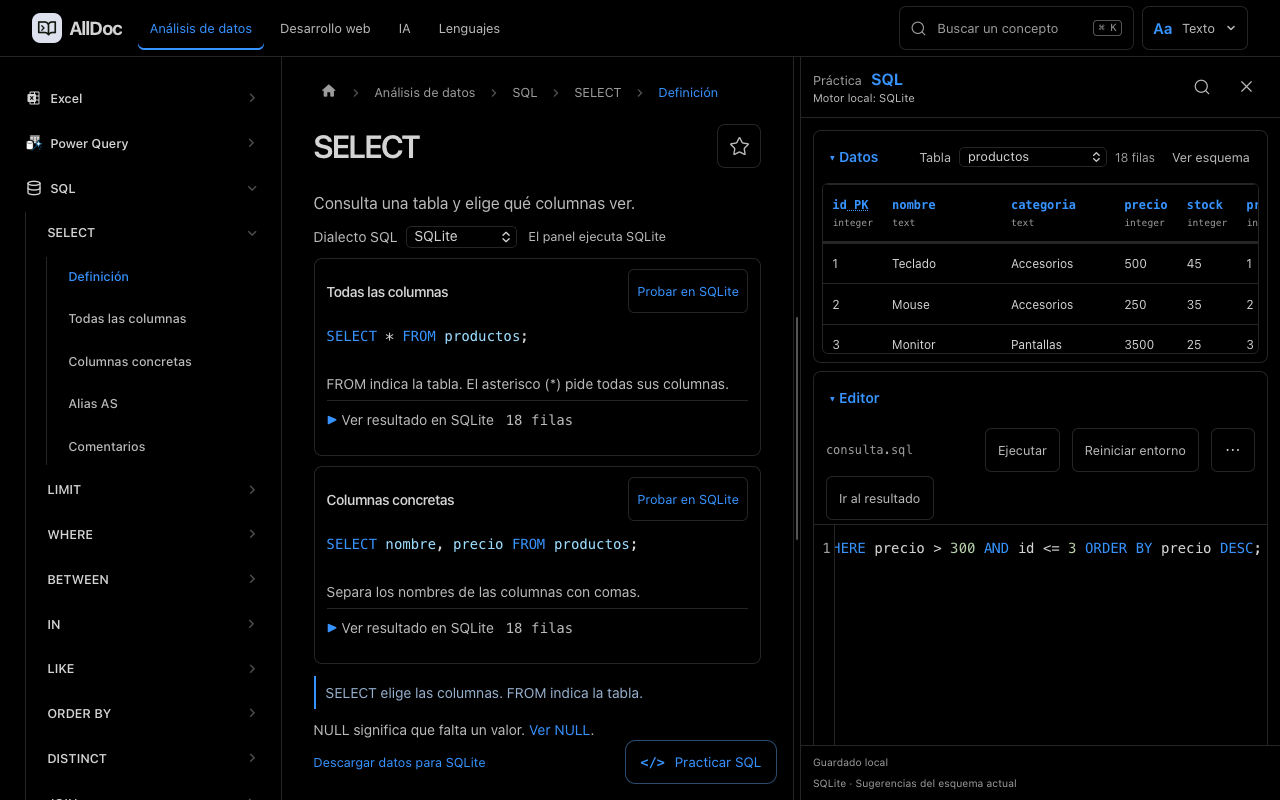 AllDoc
Análisis de datos
Desarrollo web
IA
Lenguajes
Buscar un concepto
⌘ K
Aa Texto
Excel
Power Query
SQL
SELECT
Definición
Todas las columnas
Columnas concretas
Alias AS
Comentarios
LIMIT
WHERE
BETWEEN
IN
LIKE
ORDER BY
DISTINCT
Análisis de datos
SQL
SELECT
Definición
SELECT
Consulta una tabla y elige qué columnas ver.
Dialecto SQL SQLite El panel ejecuta SQLite
Todas las columnas
Probar en SQLite
SELECT * FROM productos;
FROM indica la tabla. El asterisco (*) pide todas sus columnas.
Ver resultado en SQLite 18 filas
Columnas concretas
Probar en SQLite
SELECT nombre, precio FROM productos;
Separa los nombres de las columnas con comas.
Ver resultado en SQLite 18 filas
SELECT elige las columnas. FROM indica la tabla.
NULL significa que falta un valor. Ver NULL.
Descargar datos para SQLite
</> Practicar SQL
Práctica SQL
Motor local: SQLite
Datos
Tabla productos 18 filas Ver esquema
id PK nombre categoria precio stock pr
integer text text integer integer in
1 Teclado Accesorios 500 45 1
2 Mouse Accesorios 250 35 2
3 Monitor Pantallas 3500 25 3
Editor
consulta.sql
Ejecutar
Reiniciar entorno
...
Ir al resultado
1 HERE precio > 300 AND id <= 3 ORDER BY precio DESC;
Guardado local
SQLite · Sugerencias del esquema actual